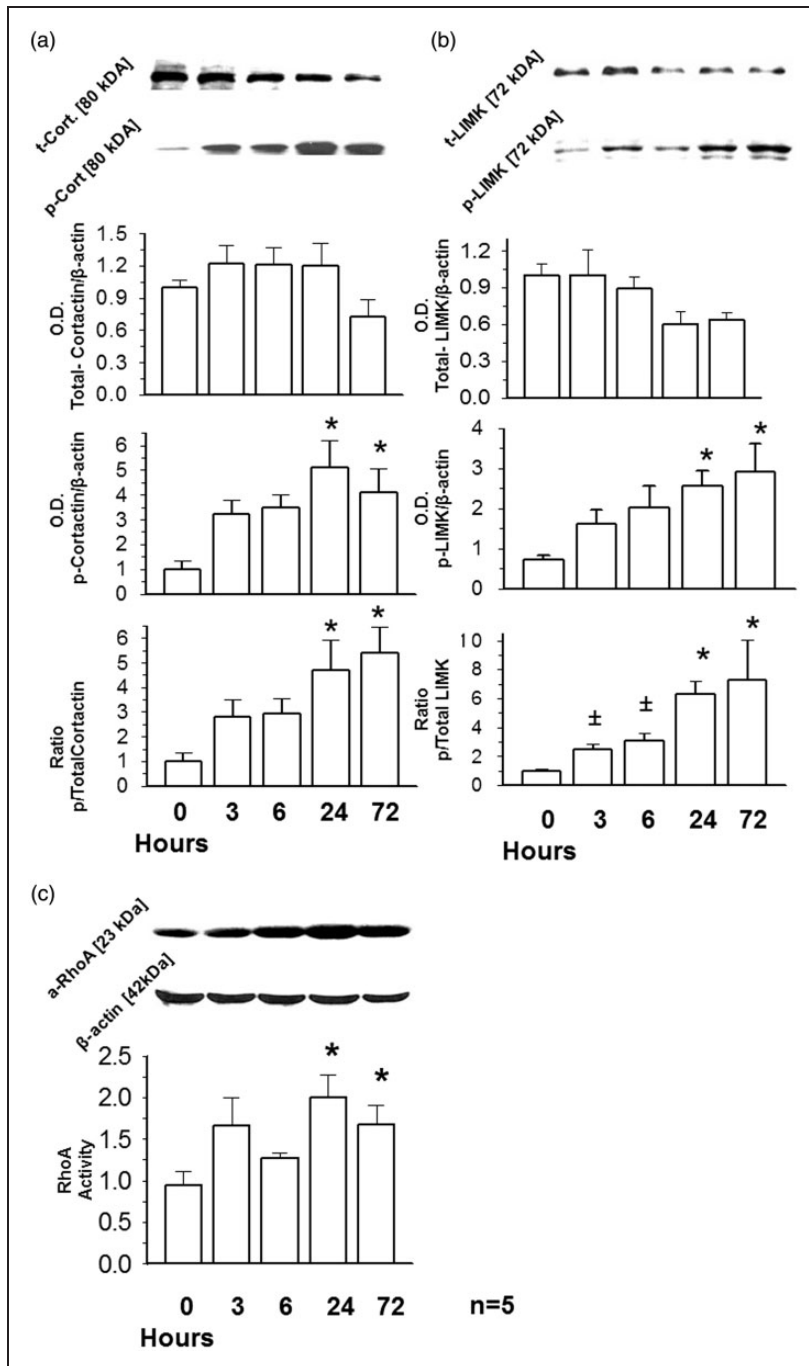 (a)
t-Cort. [80 kDA]
p-Cort [80 kDA]
O.D.
Total- Cortactin/β-actin
1.5
1.2
0.9
0.6
0.3
0.0
O.D.
p-Cortactin/β-actin
6
5
4
3
2
1
0
* *
Ratio
p/TotalCortactin
6
5
4
3
2
1
0
* *
0 3 6 24 72
Hours
(b)
t-LIMK [72 kDA]
p-LIMK [72 kDA]
O.D.
Total- LIMK/β-actin
1.2
0.9
0.6
0.3
0.0
O.D.
p-LIMK/β-actin
4
3
2
1
0
* *
Ratio
p/Total LIMK
10
8
6
4
2
0
± ± * *
0 3 6 24 72
Hours
(c)
a-RhoA [23 kDa]
β-actin [42kDa]
RhoA
Activity
2.5
2.0
1.5
1.0
0.5
0.0
* *
0 3 6 24 72
Hours
n=5